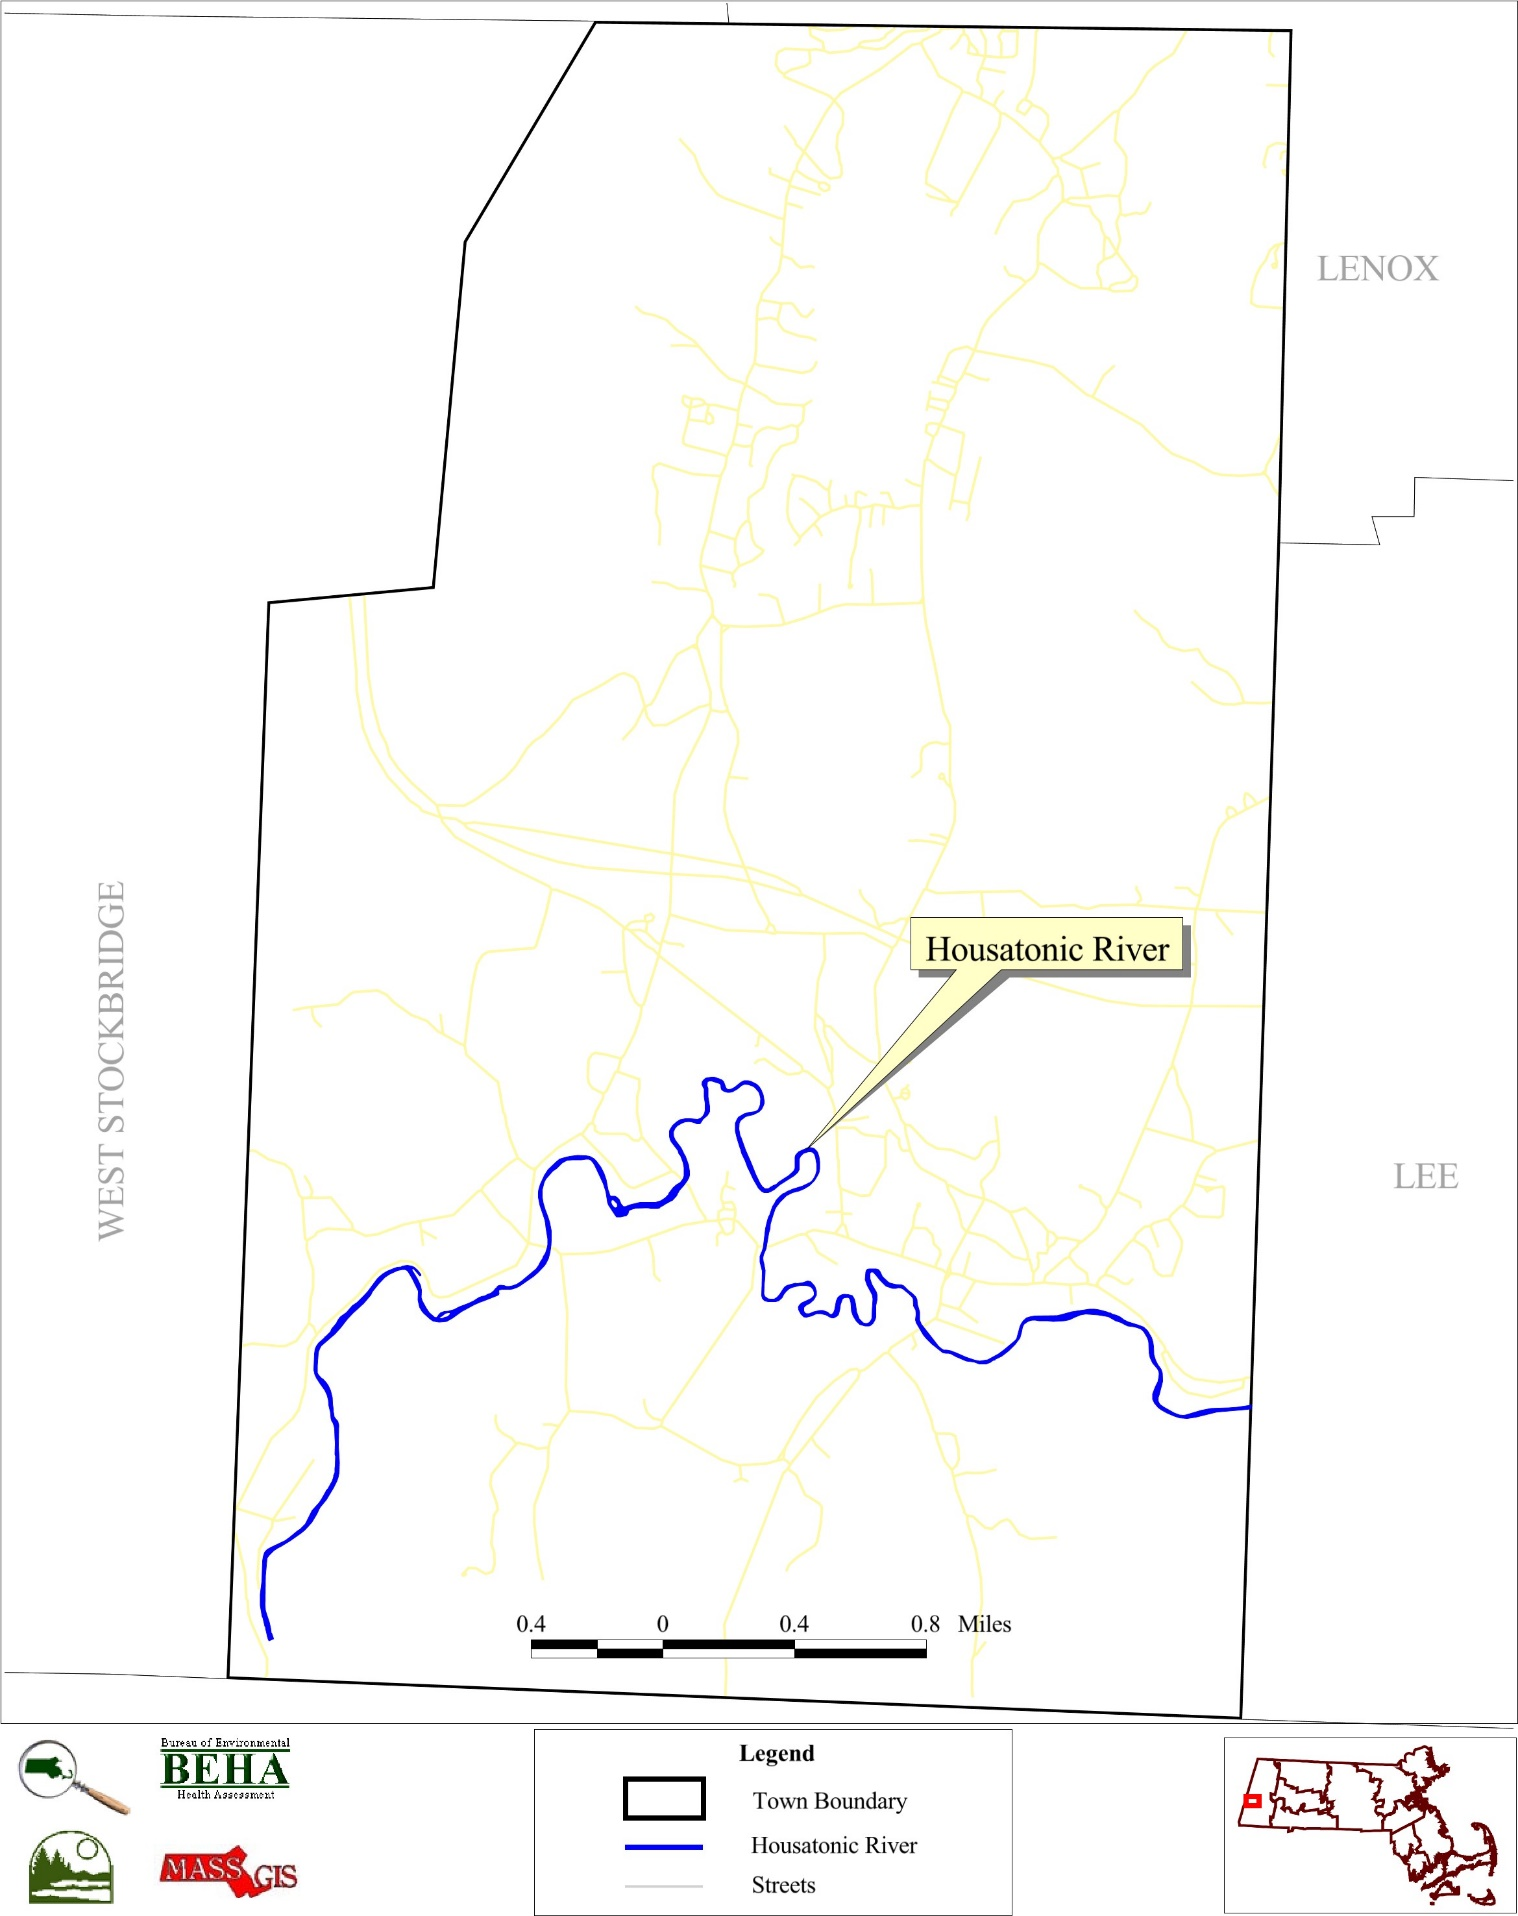 LENOX
WEST STOCKBRIDGE
Housatonic River
LEE
0.4 0 0.4 0.8 Miles
Bureau of Environmental
BEHA
Health Assessment
MASS GIS
Legend
Town Boundary
Housatonic River
Streets